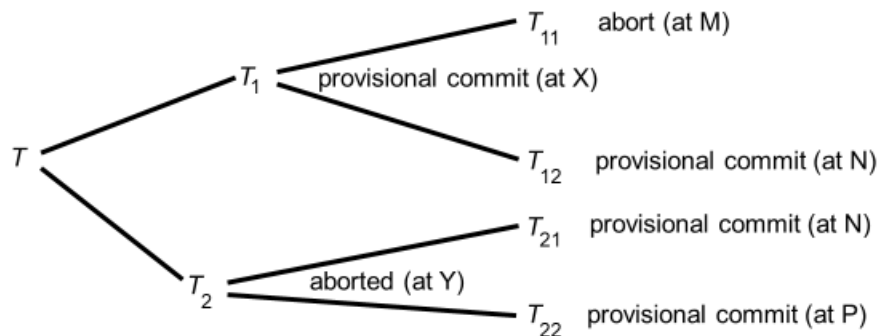 T₁₁ abort (at M)
T₁ provisional commit (at X)
T
T₁₂ provisional commit (at N)
T₂₁ provisional commit (at N)
T₂ aborted (at Y)
T₂₂ provisional commit (at P)